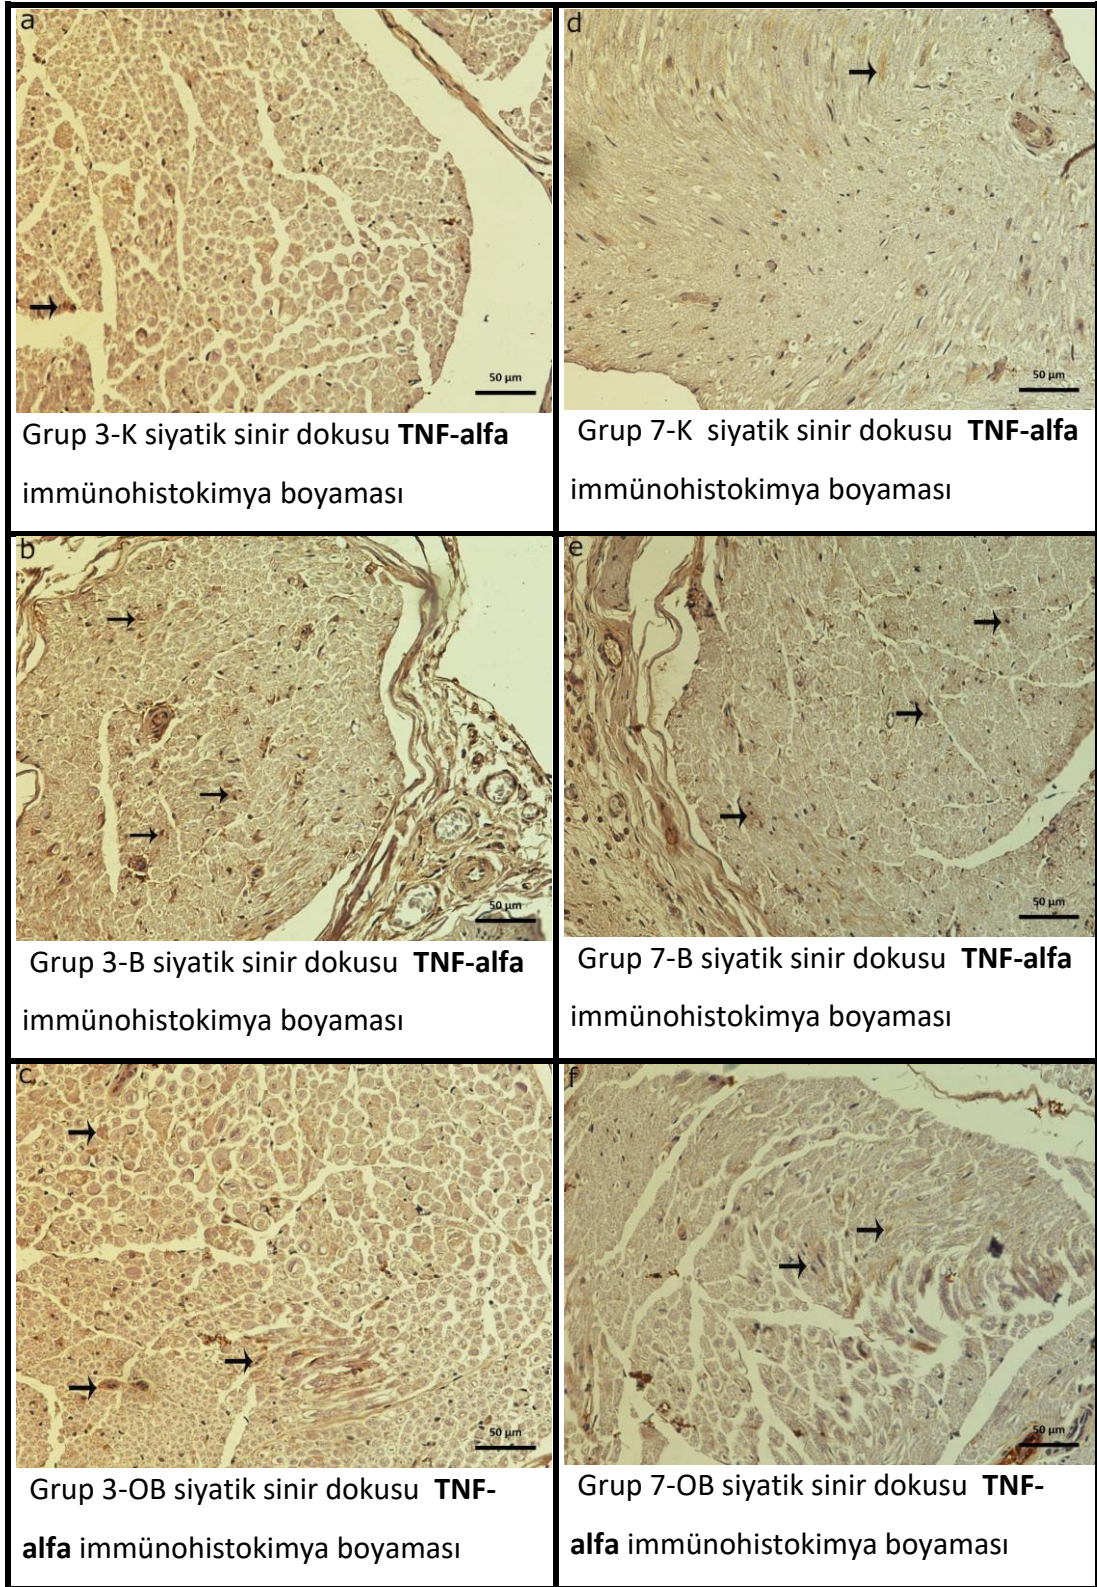 a
50 µm
Grup 3-K siyatik sinir dokusu TNF-alfa
immünohistokimya boyaması
d
50 µm
Grup 7-K siyatik sinir dokusu TNF-alfa
immünohistokimya boyaması
b
50 µm
Grup 3-B siyatik sinir dokusu TNF-alfa
immünohistokimya boyaması
e
50 µm
Grup 7-B siyatik sinir dokusu TNF-alfa
immünohistokimya boyaması
c
50 µm
Grup 3-OB siyatik sinir dokusu TNF-
alfa immünohistokimya boyaması
f
50 µm
Grup 7-OB siyatik sinir dokusu TNF-
alfa immünohistokimya boyaması